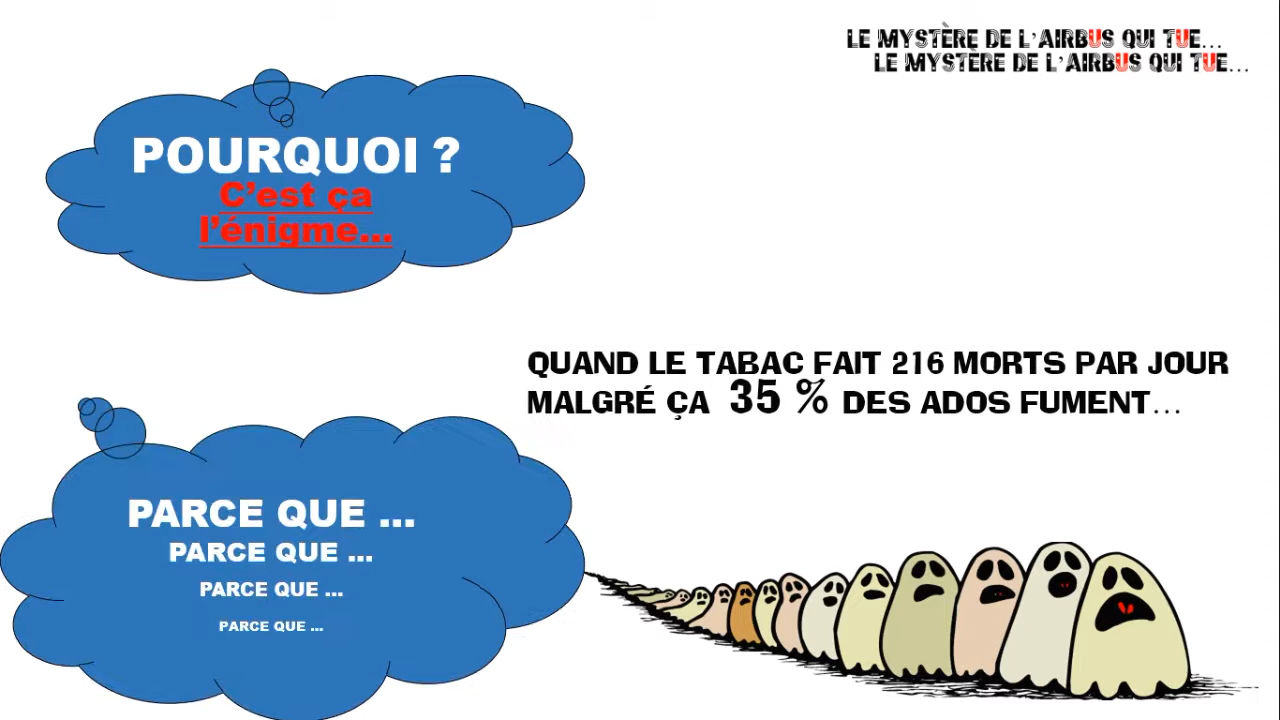 LE MYSTÈRE DE L'AIRBUS QUI TUE...
LE MYSTÈRE DE L'AIRBUS QUI TUE...
POURQUOI ?
C'est ça
l'énigme...
QUAND LE TABAC FAIT 216 MORTS PAR JOUR
MALGRÉ ÇA 35 % DES ADOS FUMENT...
PARCE QUE ...
PARCE QUE ...
PARCE QUE ...
PARCE QUE ...